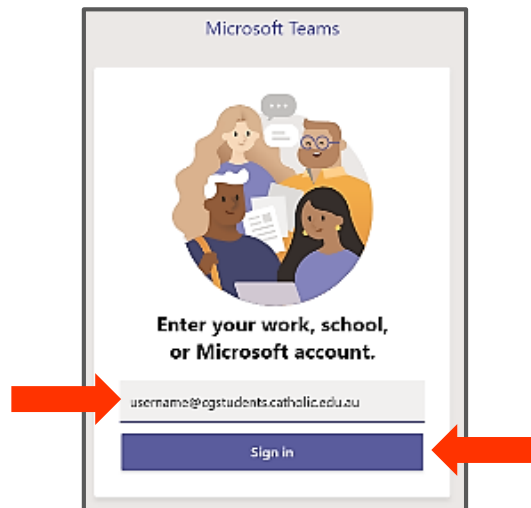 Microsoft Teams
Enter your work, school,
or Microsoft account.
username@cgstudents.catholic.edu.au
Sign in